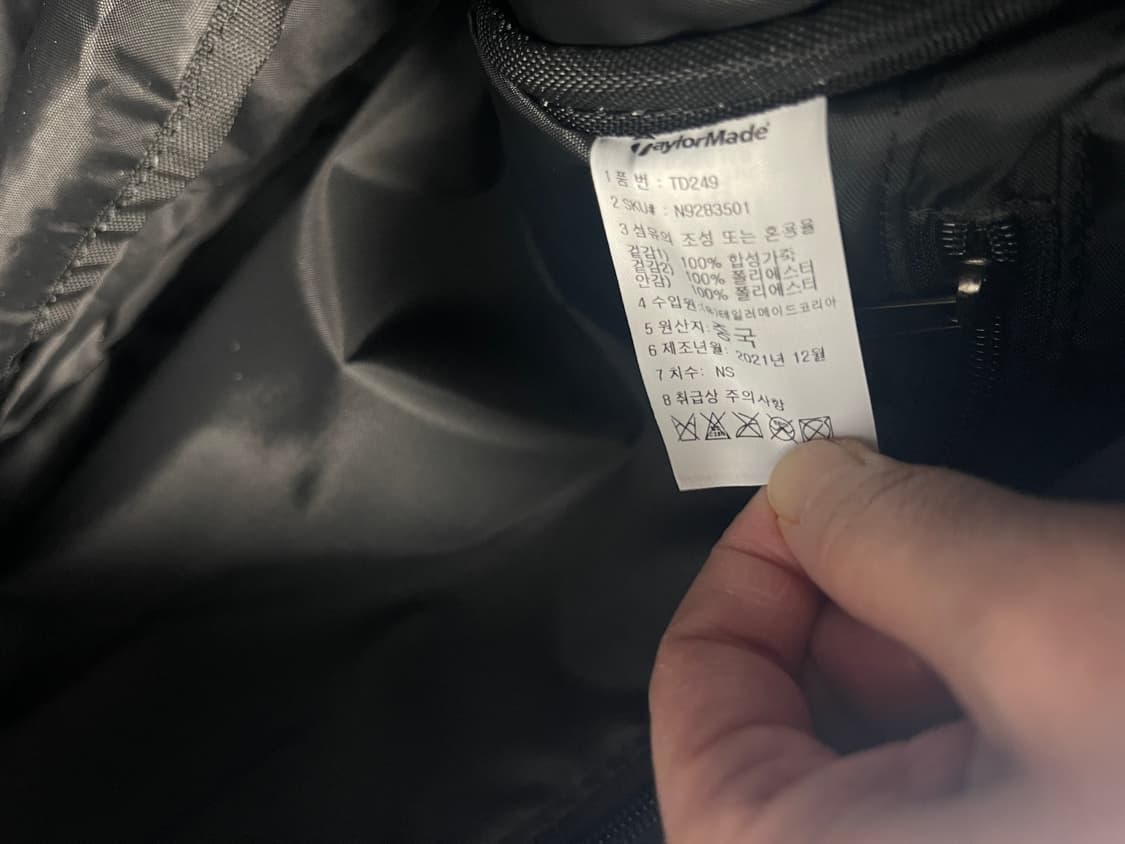 TaylorMade
1 품 번 : TD249
2 SKU# : N9283501
3 섬유의 조성 또는 혼용율
겉감1) 100% 합성가죽
겉감2) 100% 폴리에스터
안감) 100% 폴리에스터
4 수입원:(유)테일러메이드코리아
5 원산지: 중국
6 제조년월: 2021년 12월
7 치수: NS
8 취급상 주의사항